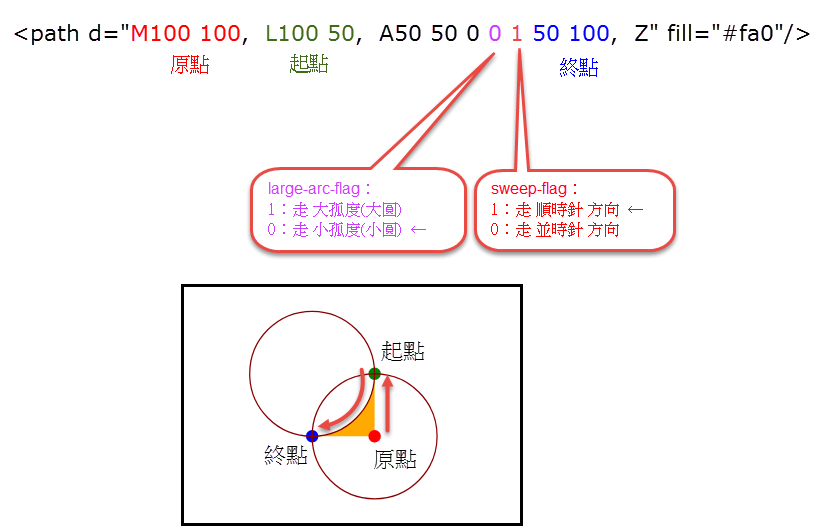 <path d="M100 100, L100 50, A50 50 0 0 1 50 100, Z" fill="#fa0"/>
原點 起點 終點
large-arc-flag：
1：走 大孤度(大圓)
0：走 小孤度(小圓) ←
sweep-flag：
1：走 順時針 方向 ←
0：走 並時針 方向
起點
終點
原點